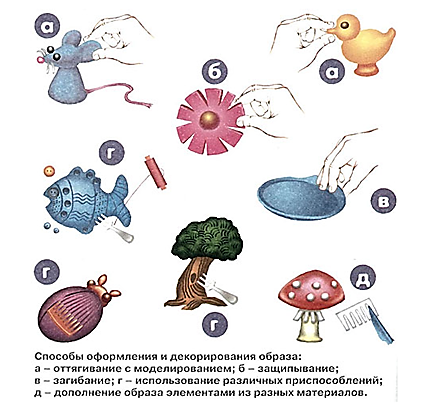 а
б
а
г
в
г
г
д
Способы оформления и декорирования образа:
а – оттягивание с моделированием; б – защипывание;
в – загибание; г – использование различных приспособлений;
д – дополнение образа элементами из разных материалов.